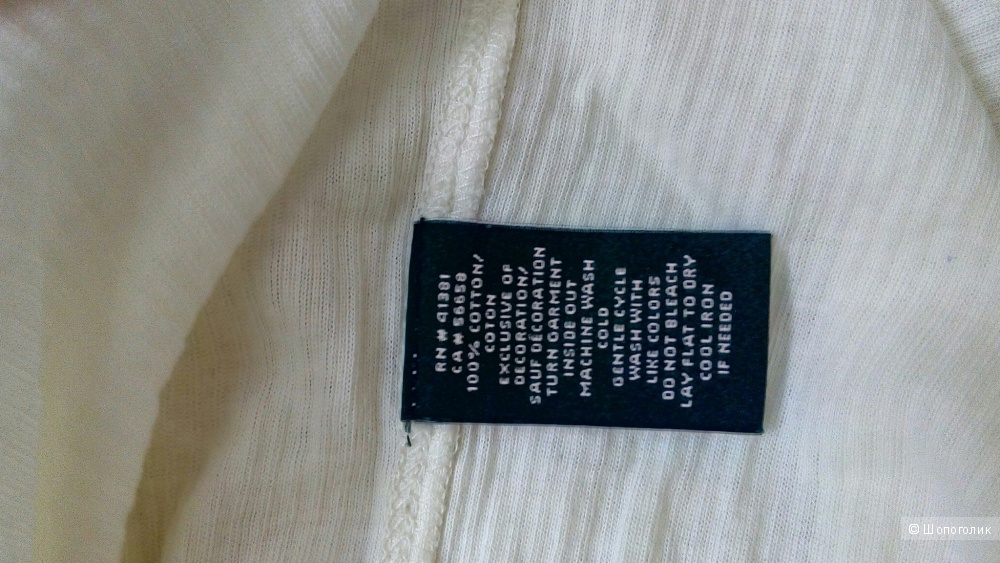 RN # 41381
CA # 56658
100% COTTON/
COTON
EXCLUSIVE OF
DECORATION/
SAUF DÉCORATION
TURN GARMENT
INSIDE OUT
MACHINE WASH
COLD
GENTLE CYCLE
WASH WITH
LIKE COLORS
DO NOT BLEACH
LAY FLAT TO DRY
COOL IRON
IF NEEDED
© Шопоголик